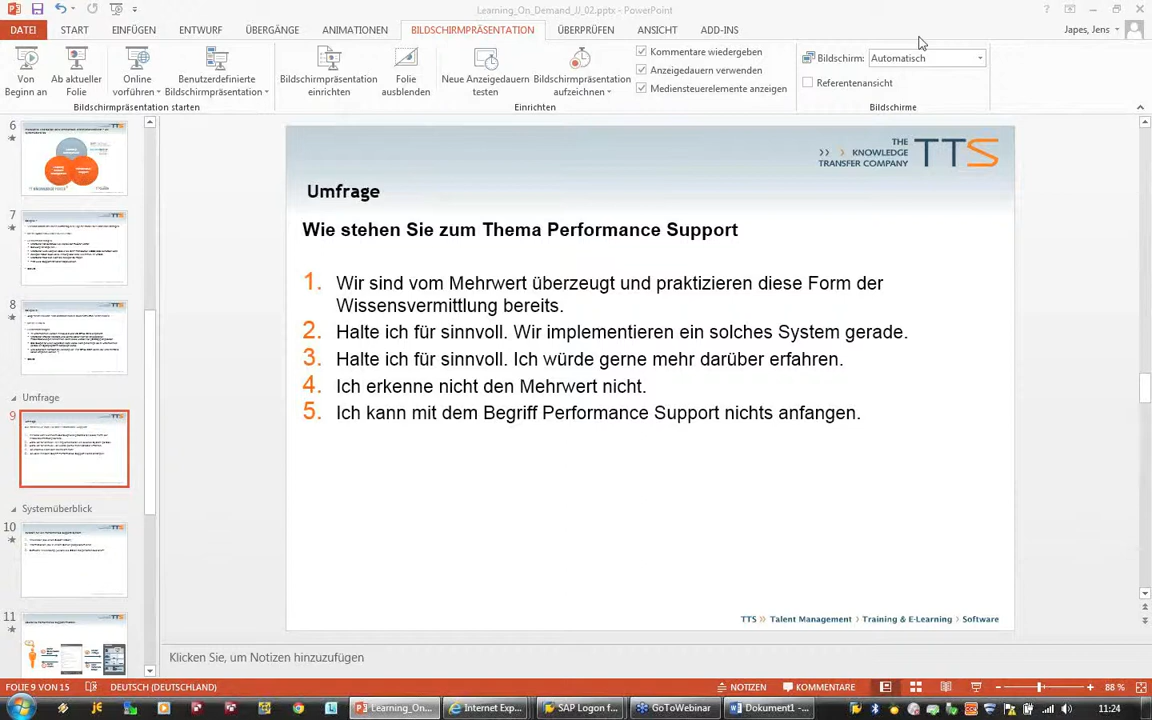 Learning_On_Demand_JJ_02.pptx - PowerPoint
DATEI START EINFÜGEN ENTWURF ÜBERGÄNGE ANIMATIONEN BILDSCHIRMPRÄSENTATION ÜBERPRÜFEN ANSICHT ADD-INS Japes, Jens
Von Beginn an
Ab aktueller Folie
Online vorführen
Benutzerdefinierte Bildschirmpräsentation
Bildschirmpräsentation starten
Bildschirmpräsentation einrichten
Folie ausblenden
Neue Anzeigedauern testen
Bildschirmpräsentation aufzeichnen
Kommentare wiedergeben
Anzeigedauern verwenden
Mediensteuerelemente anzeigen
Einrichten
Bildschirm: Automatisch
Referentenansicht
Bildschirme
6
7
8
Umfrage
9
Systemüberblick
10
11
THE
KNOWLEDGE
TRANSFER COMPANY
TTS
Umfrage
Wie stehen Sie zum Thema Performance Support
1. Wir sind vom Mehrwert überzeugt und praktizieren diese Form der
Wissensvermittlung bereits.
2. Halte ich für sinnvoll. Wir implementieren ein solches System gerade.
3. Halte ich für sinnvoll. Ich würde gerne mehr darüber erfahren.
4. Ich erkenne nicht den Mehrwert nicht.
5. Ich kann mit dem Begriff Performance Support nichts anfangen.
TTS >> Talent Management > Training & E-Learning > Software
Klicken Sie, um Notizen hinzuzufügen
FOLIE 9 VON 15 DEUTSCH (DEUTSCHLAND) NOTIZEN KOMMENTARE 88 %
Learning_On... Internet Exp... SAP Logon f... GoToWebinar Dokument1 -... 11:24